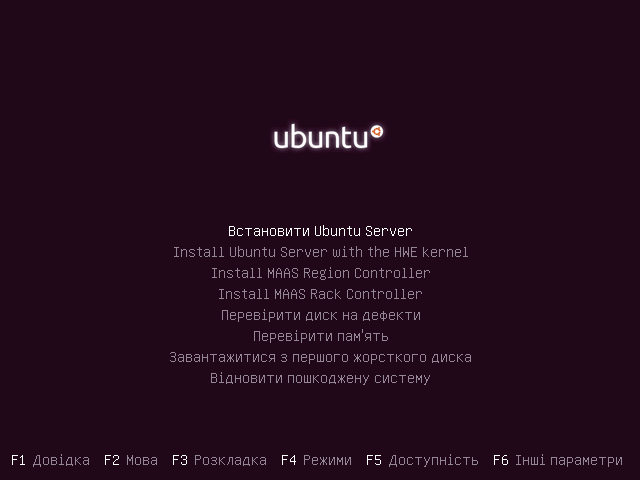 ubuntu
Встановити Ubuntu Server
Install Ubuntu Server with the HWE kernel
Install MAAS Region Controller
Install MAAS Rack Controller
Перевірити диск на дефекти
Перевірити пам'ять
Завантажитися з першого жорсткого диска
Відновити пошкоджену систему
F1 Довідка F2 Мова F3 Розкладка F4 Режими F5 Доступність F6 Інші параметри